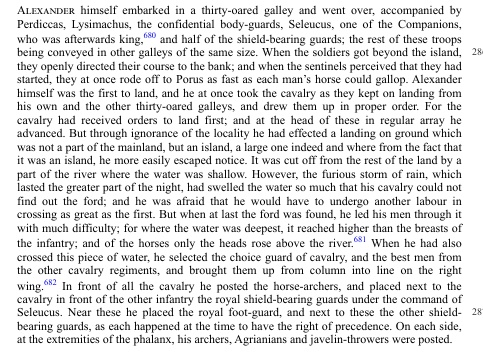 ALEXANDER himself embarked in a thirty-oared galley and went over, accompanied by
Perdiccas, Lysimachus, the confidential body-guards, Seleucus, one of the Companions,
who was afterwards king,680 and half of the shield-bearing guards; the rest of these troops
being conveyed in other galleys of the same size. When the soldiers got beyond the island, 28
they openly directed their course to the bank; and when the sentinels perceived that they had
started, they at once rode off to Porus as fast as each man's horse could gallop. Alexander
himself was the first to land, and he at once took the cavalry as they kept on landing from
his own and the other thirty-oared galleys, and drew them up in proper order. For the
cavalry had received orders to land first; and at the head of these in regular array he
advanced. But through ignorance of the locality he had effected a landing on ground which
was not a part of the mainland, but an island, a large one indeed and where from the fact that
it was an island, he more easily escaped notice. It was cut off from the rest of the land by a
part of the river where the water was shallow. However, the furious storm of rain, which
lasted the greater part of the night, had swelled the water so much that his cavalry could not
find out the ford; and he was afraid that he would have to undergo another labour in
crossing as great as the first. But when at last the ford was found, he led his men through it
with much difficulty; for where the water was deepest, it reached higher than the breasts of
the infantry; and of the horses only the heads rose above the river.681 When he had also
crossed this piece of water, he selected the choice guard of cavalry, and the best men from
the other cavalry regiments, and brought them up from column into line on the right
wing.682 In front of all the cavalry he posted the horse-archers, and placed next to the
cavalry in front of the other infantry the royal shield-bearing guards under the command of
Seleucus. Near these he placed the royal foot-guard, and next to these the other shield- 28
bearing guards, as each happened at the time to have the right of precedence. On each side,
at the extremities of the phalanx, his archers, Agrianians and javelin-throwers were posted.